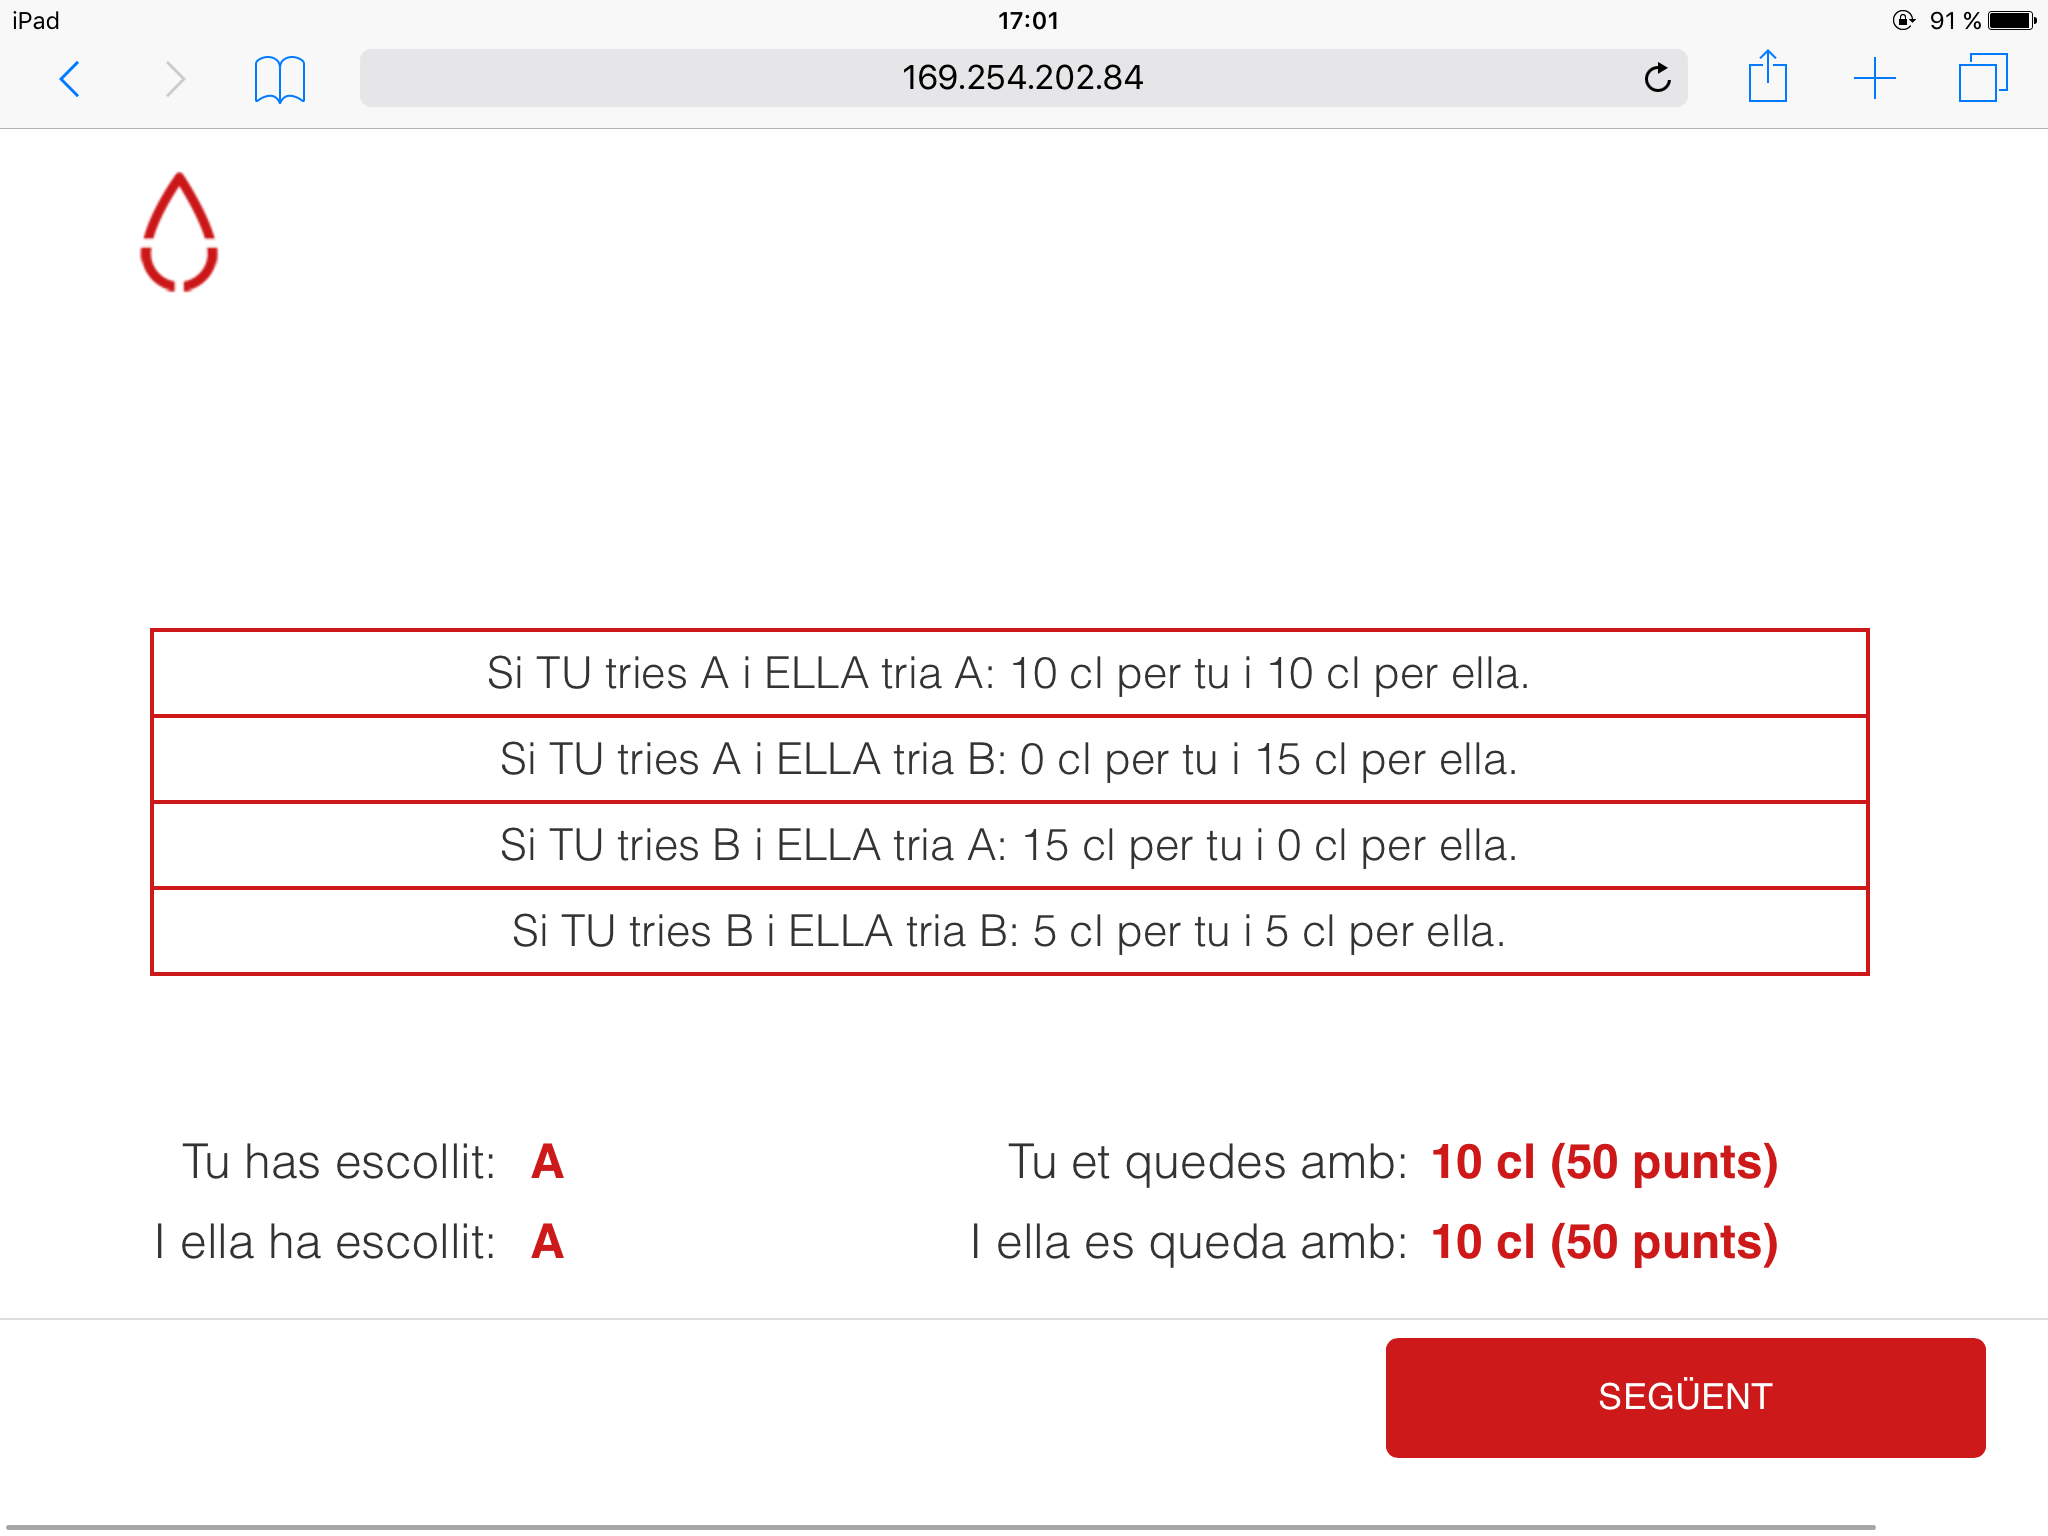 iPad
17:01
91 %
169.254.202.84
Si TU tries A i ELLA tria A: 10 cl per tu i 10 cl per ella.
Si TU tries A i ELLA tria B: 0 cl per tu i 15 cl per ella.
Si TU tries B i ELLA tria A: 15 cl per tu i 0 cl per ella.
Si TU tries B i ELLA tria B: 5 cl per tu i 5 cl per ella.
Tu has escollit: A
Tu et quedes amb: 10 cl (50 punts)
I ella ha escollit: A
I ella es queda amb: 10 cl (50 punts)
SEGÜENT